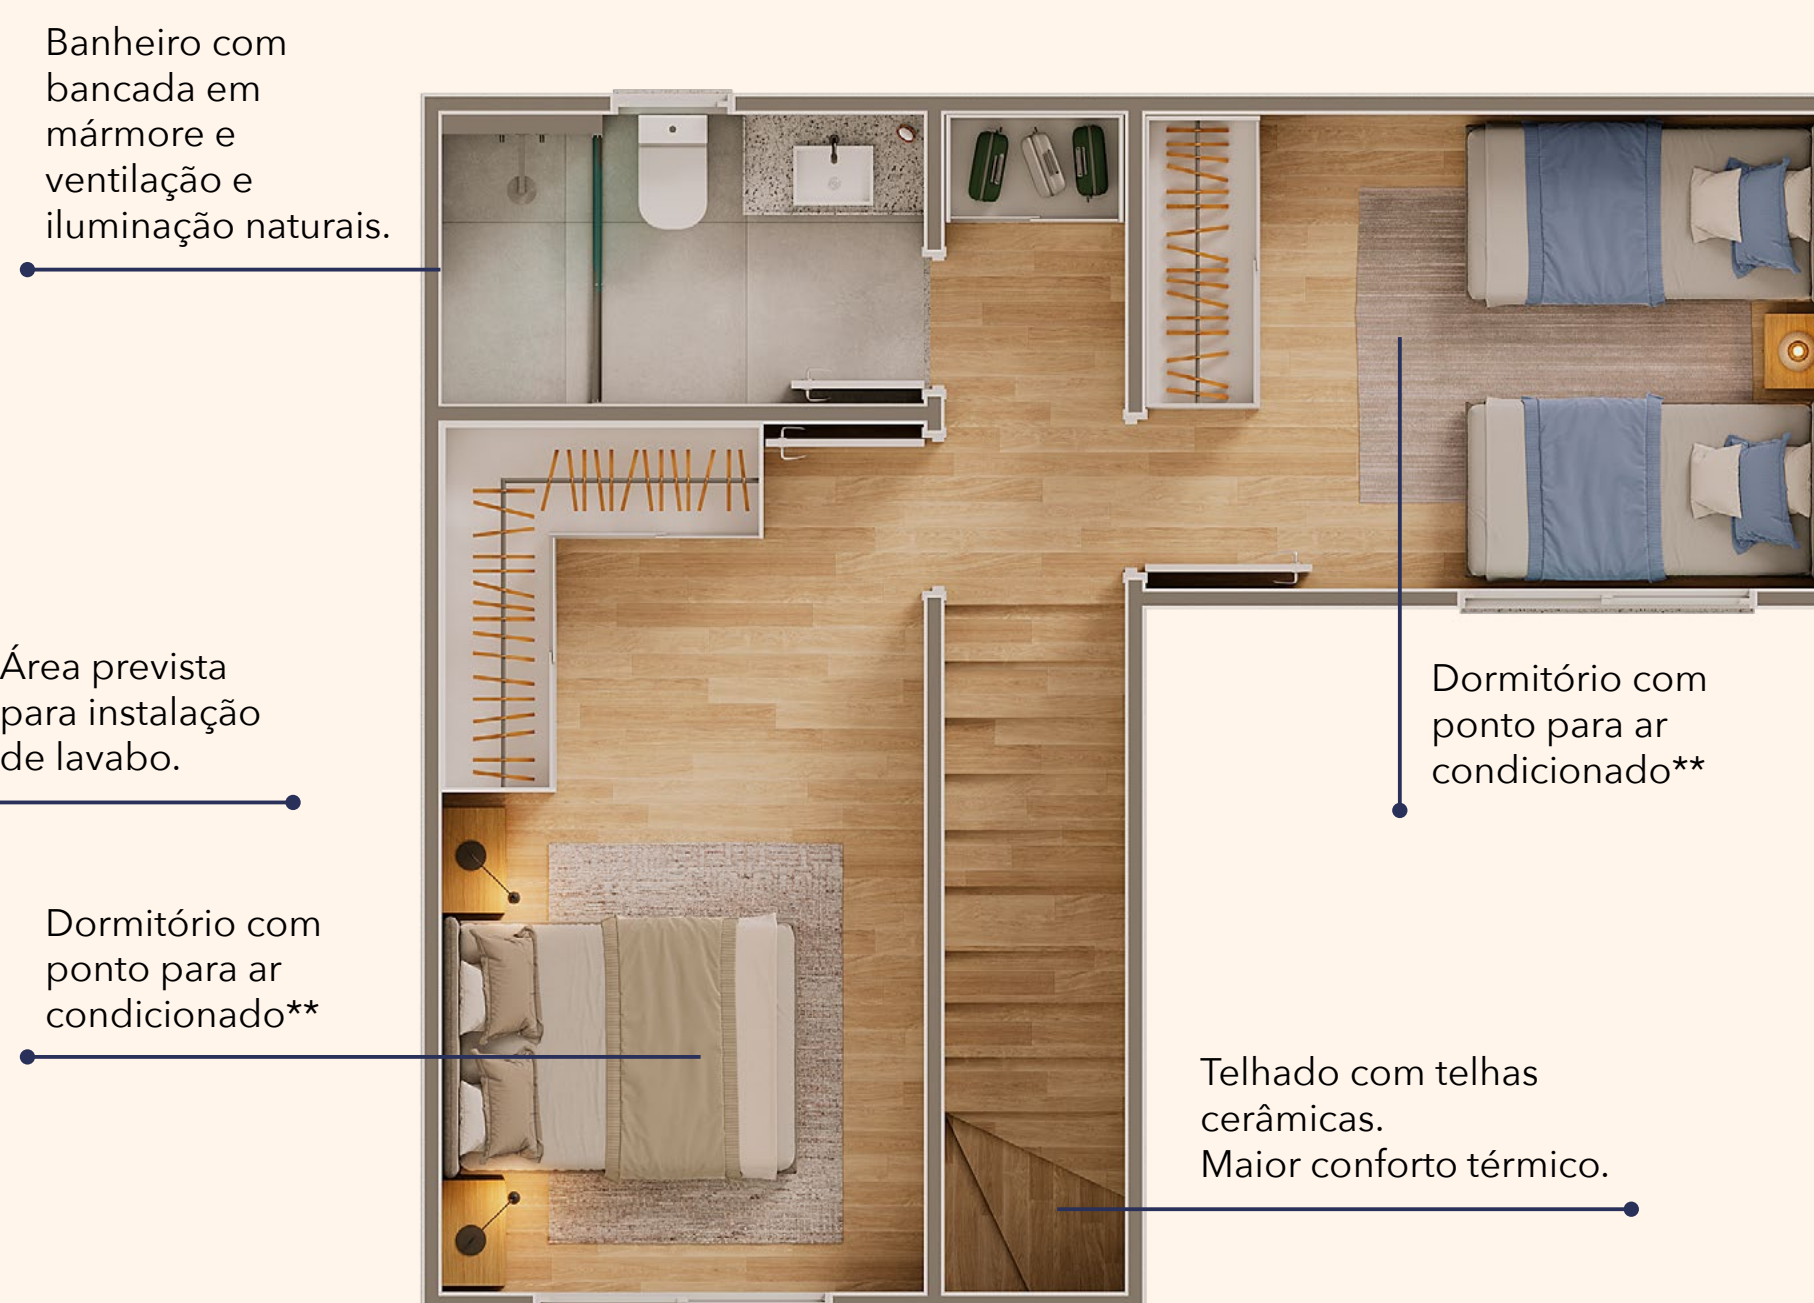 Banheiro com
bancada em
mármore e
ventilação e
iluminação naturais.
Área prevista
para instalação
de lavabo.
Dormitório com
ponto para ar
condicionado**
Dormitório com
ponto para ar
condicionado**
Telhado com telhas
cerâmicas.
Maior conforto térmico.